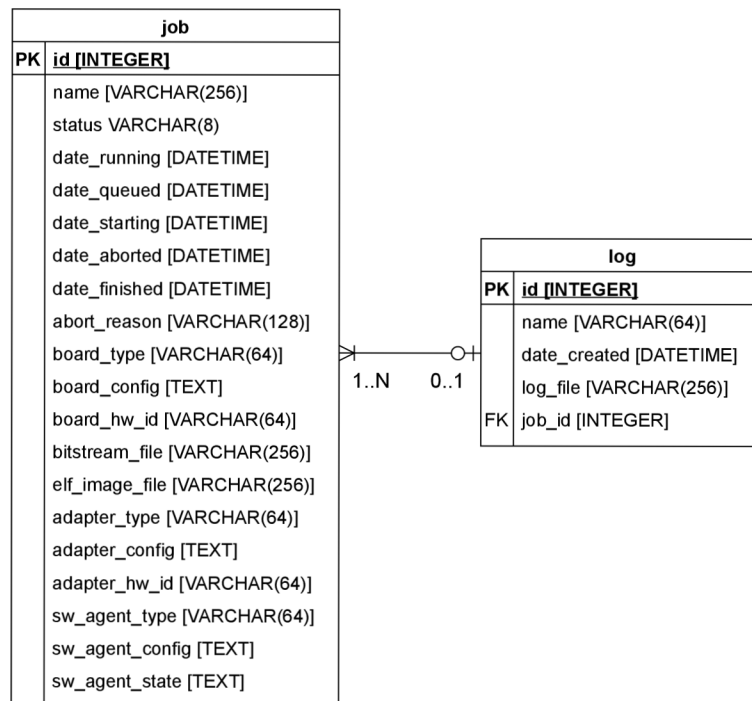 job
PK id [INTEGER]
name [VARCHAR(256)]
status VARCHAR(8)
date_running [DATETIME]
date_queued [DATETIME]
date_starting [DATETIME]
date_aborted [DATETIME]
date_finished [DATETIME]
abort_reason [VARCHAR(128)]
board_type [VARCHAR(64)]
board_config [TEXT]
board_hw_id [VARCHAR(64)]
bitstream_file [VARCHAR(256)]
elf_image_file [VARCHAR(256)]
adapter_type [VARCHAR(64)]
adapter_config [TEXT]
adapter_hw_id [VARCHAR(64)]
sw_agent_type [VARCHAR(64)]
sw_agent_config [TEXT]
sw_agent_state [TEXT]
1..N 0..1
log
PK id [INTEGER]
name [VARCHAR(64)]
date_created [DATETIME]
log_file [VARCHAR(256)]
FK job_id [INTEGER]